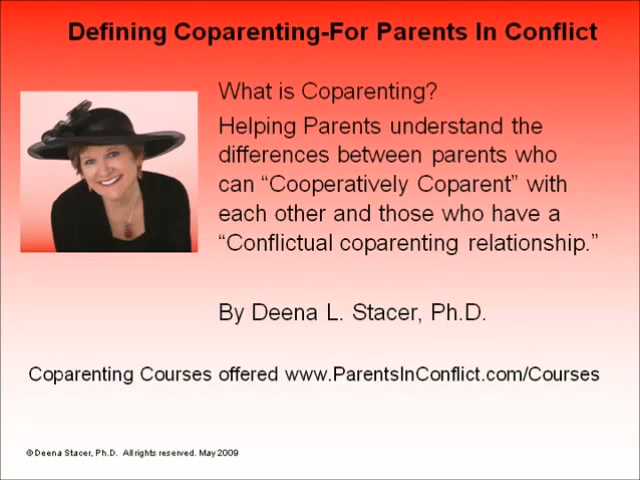 Defining Coparenting-For Parents In Conflict
What is Coparenting?
Helping Parents understand the
differences between parents who
can “Cooperatively Coparent” with
each other and those who have a
“Conflictual coparenting relationship.”
By Deena L. Stacer, Ph.D.
Coparenting Courses offered www.ParentsInConflict.com/Courses
© Deena Stacer, Ph.D. All rights reserved. May 2009